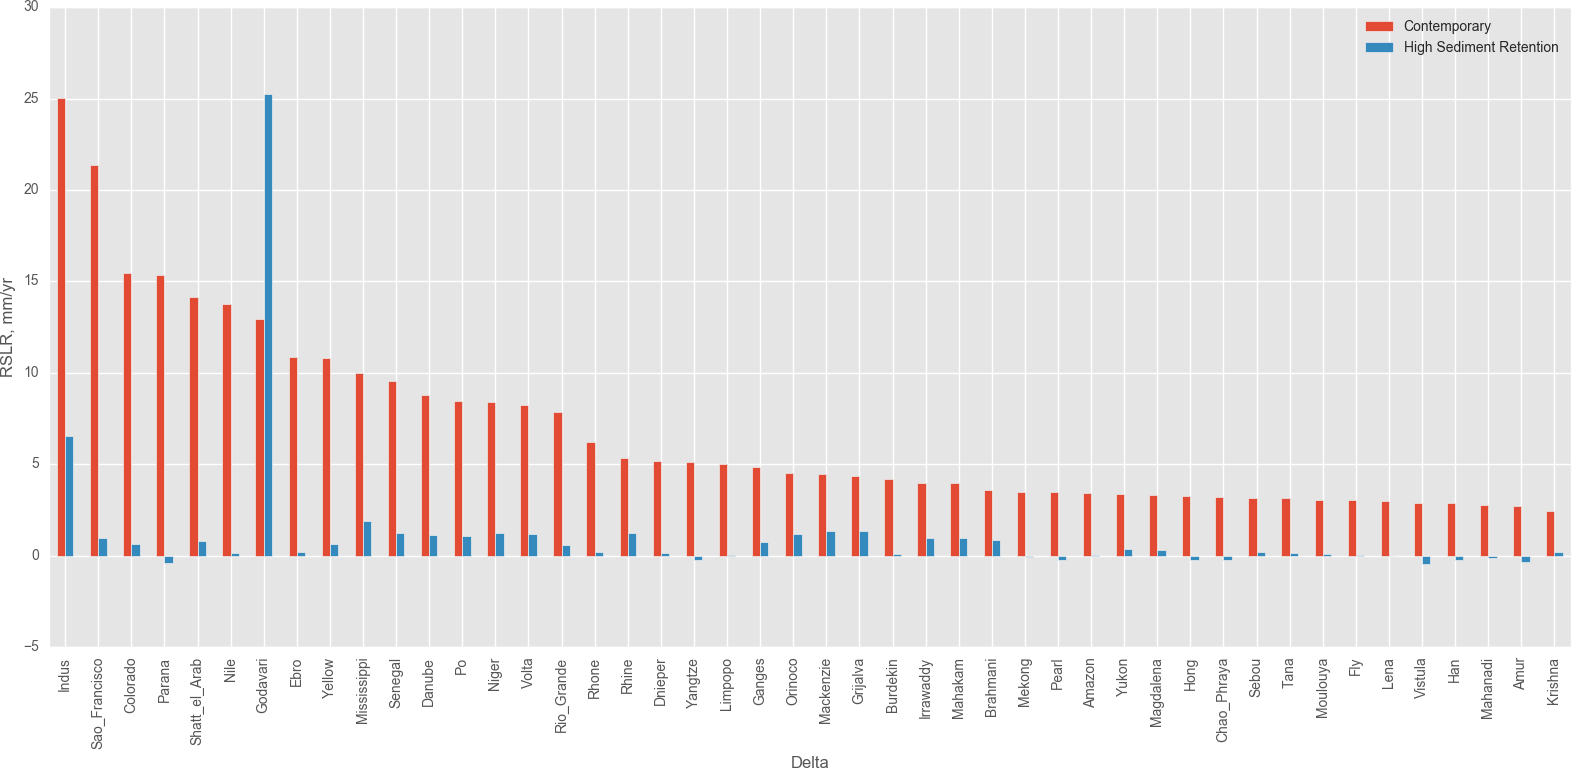 30
25
20
15
10
5
0
−5
RSLR, mm/yr
Contemporary
High Sediment Retention
Indus
Sao_Francisco
Colorado
Parana
Shatt_el_Arab
Nile
Godavari
Ebro
Yellow
Mississippi
Senegal
Danube
Po
Niger
Volta
Rio_Grande
Rhone
Rhine
Dnieper
Yangtze
Limpopo
Ganges
Orinoco
Mackenzie
Grijalva
Burdekin
Irrawaddy
Mahakam
Brahmani
Mekong
Pearl
Amazon
Yukon
Magdalena
Hong
Chao_Phraya
Sebou
Tana
Moulouya
Fly
Lena
Vistula
Han
Mahanadi
Amur
Krishna
Delta